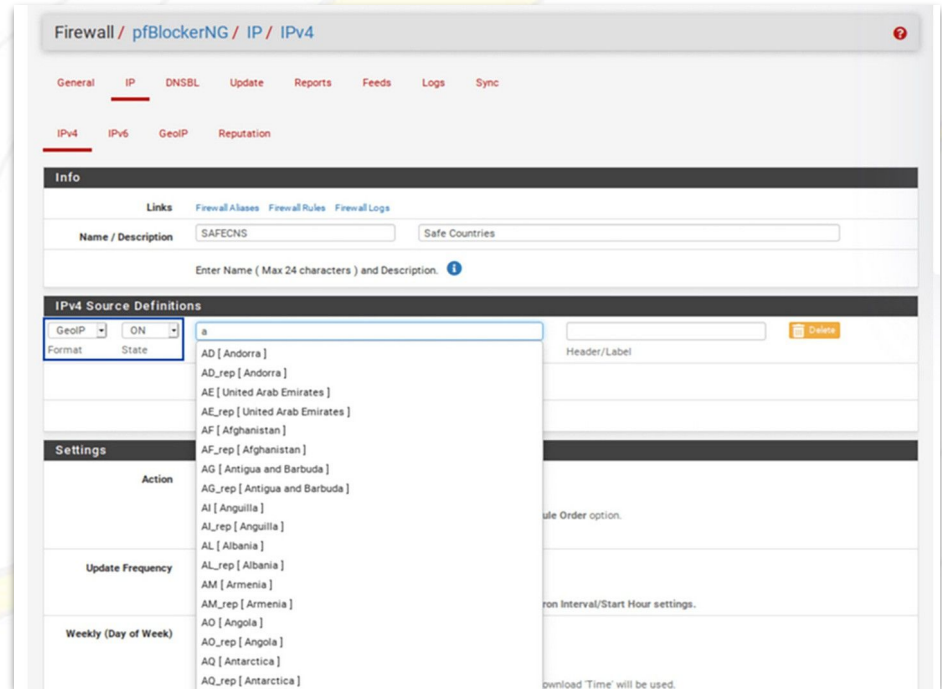 Firewall / pfBlockerNG / IP / IPv4
General IP DNSBL Update Reports Feeds Logs Sync
IPv4 IPv6 GeoIP Reputation
Info
Links Firewall Aliases Firewall Rules Firewall Logs
Name / Description SAFECNS Safe Countries
Enter Name ( Max 24 characters ) and Description.
IPv4 Source Definitions
GeoIP ON a Delete
Format State Header/Label
AD [ Andorra ]
AD_rep [ Andorra ]
AE [ United Arab Emirates ]
AE_rep [ United Arab Emirates ]
AF [ Afghanistan ]
AF_rep [ Afghanistan ]
Settings
AG [ Antigua and Barbuda ]
Action
AG_rep [ Antigua and Barbuda ]
AI [ Anguilla ]
ule Order option.
AI_rep [ Anguilla ]
AL [ Albania ]
Update Frequency AL_rep [ Albania ]
AM [ Armenia ]
AM_rep [ Armenia ] ron Interval/Start Hour settings.
AO [ Angola ]
Weekly (Day of Week)
AO_rep [ Angola ]
AQ [ Antarctica ]
AQ_rep [ Antarctica ] ownload 'Time' will be used.